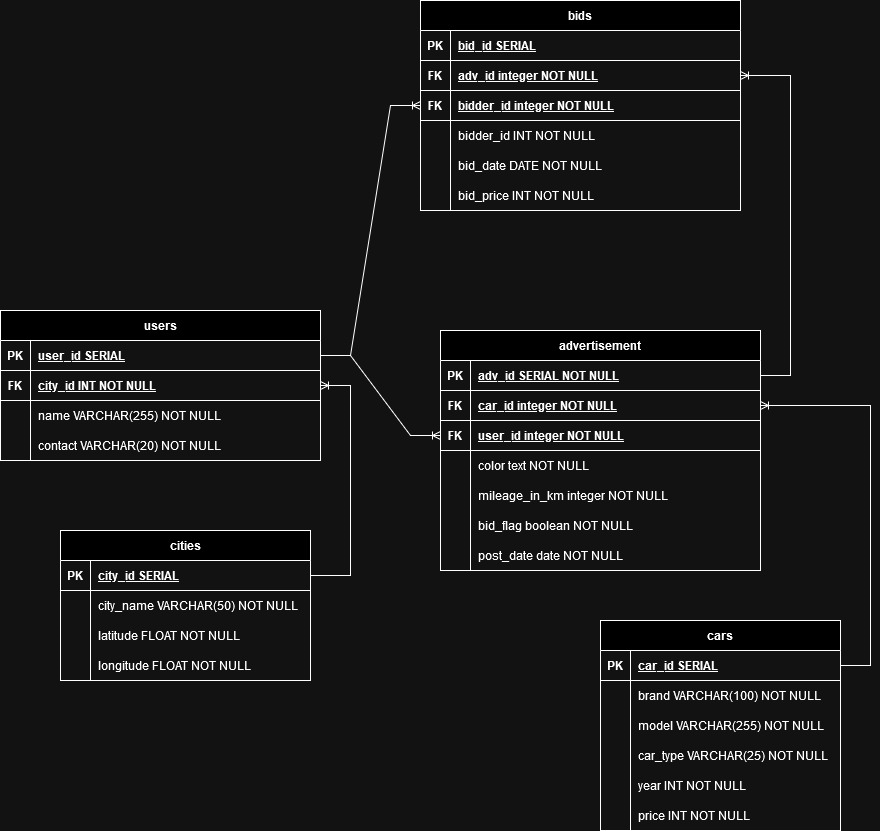 bids
PK bid_id SERIAL
FK adv_id integer NOT NULL
FK bidder_id integer NOT NULL
bidder_id INT NOT NULL
bid_date DATE NOT NULL
bid_price INT NOT NULL
users
PK user_id SERIAL
FK city_id INT NOT NULL
name VARCHAR(255) NOT NULL
contact VARCHAR(20) NOT NULL
advertisement
PK adv_id SERIAL NOT NULL
FK car_id integer NOT NULL
FK user_id integer NOT NULL
color text NOT NULL
mileage_in_km integer NOT NULL
bid_flag boolean NOT NULL
post_date date NOT NULL
cities
PK city_id SERIAL
city_name VARCHAR(50) NOT NULL
latitude FLOAT NOT NULL
longitude FLOAT NOT NULL
cars
PK car_id SERIAL
brand VARCHAR(100) NOT NULL
model VARCHAR(255) NOT NULL
car_type VARCHAR(25) NOT NULL
year INT NOT NULL
price INT NOT NULL